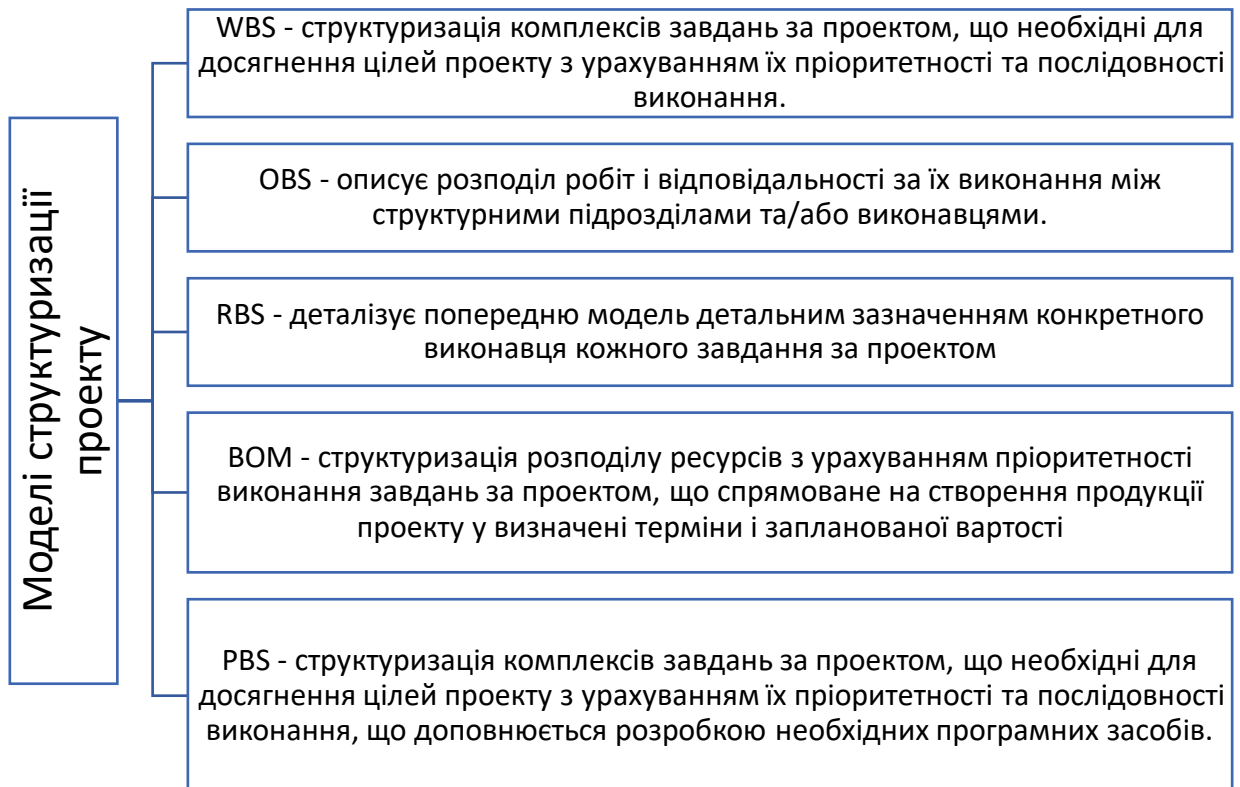 Моделі структуризації
проекту
WBS - структуризація комплексів завдань за проектом, що необхідні для
досягнення цілей проекту з урахуванням їх пріоритетності та послідовності
виконання.
OBS - описує розподіл робіт і відповідальності за їх виконання між
структурними підрозділами та/або виконавцями.
RBS - деталізує попередню модель детальним зазначенням конкретного
виконавця кожного завдання за проектом
BOM - структуризація розподілу ресурсів з урахуванням пріоритетності
виконання завдань за проектом, що спрямоване на створення продукції
проекту у визначені терміни і запланованої вартості
PBS - структуризація комплексів завдань за проектом, що необхідні для
досягнення цілей проекту з урахуванням їх пріоритетності та послідовності
виконання, що доповнюється розробкою необхідних програмних засобів.